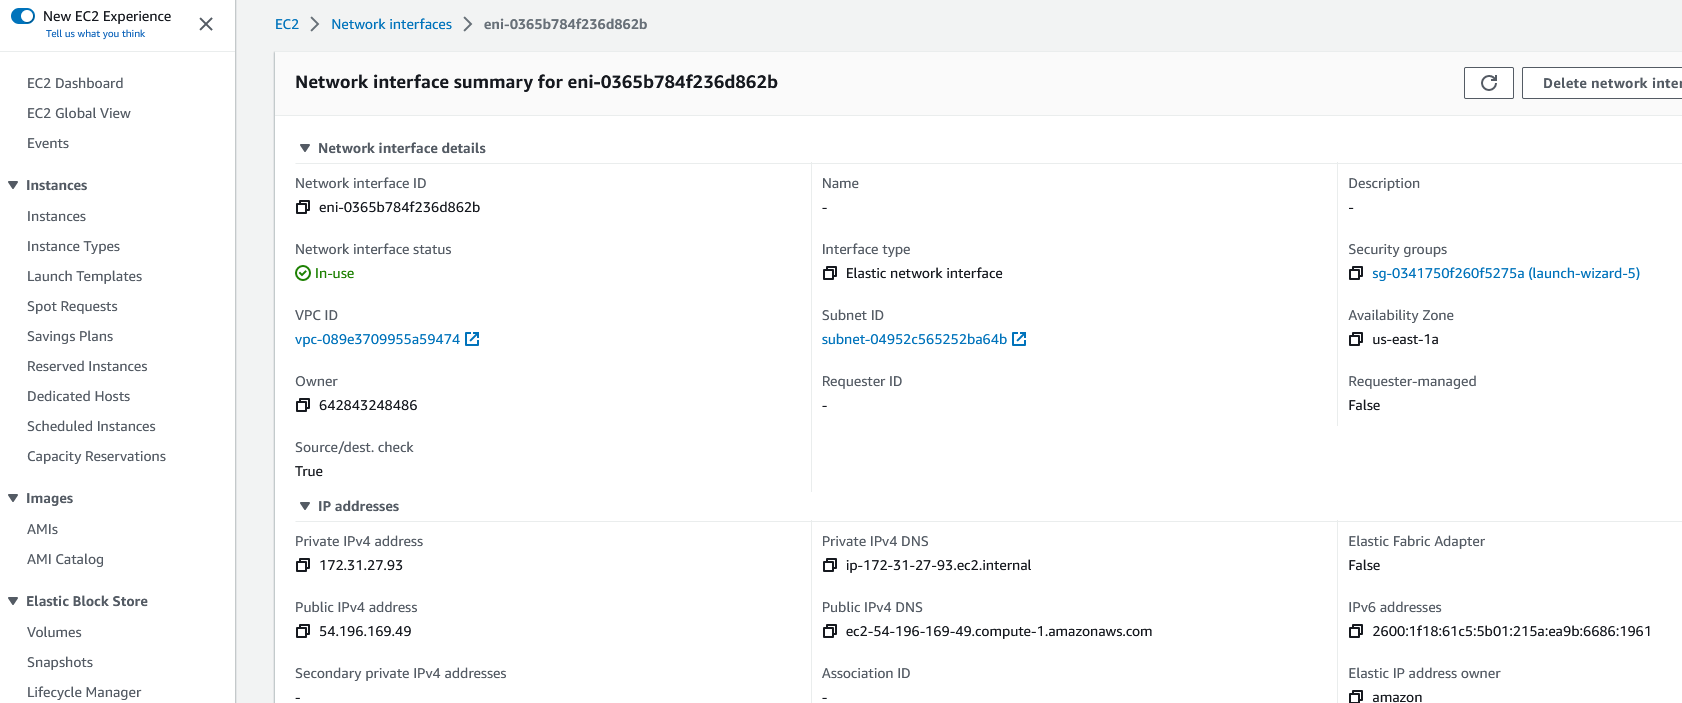 New EC2 Experience
Tell us what you think
EC2 Dashboard
EC2 Global View
Events
Instances
Instances
Instance Types
Launch Templates
Spot Requests
Savings Plans
Reserved Instances
Dedicated Hosts
Scheduled Instances
Capacity Reservations
Images
AMIs
AMI Catalog
Elastic Block Store
Volumes
Snapshots
Lifecycle Manager
EC2 > Network interfaces > eni-0365b784f236d862b
Network interface summary for eni-0365b784f236d862b
Delete network inter
Network interface details
Network interface ID
eni-0365b784f236d862b
Name
-
Description
-
Network interface status
In-use
Interface type
Elastic network interface
Security groups
sg-0341750f260f5275a (launch-wizard-5)
VPC ID
vpc-089e3709955a59474
Subnet ID
subnet-04952c565252ba64b
Availability Zone
us-east-1a
Owner
642843248486
Requester ID
-
Requester-managed
False
Source/dest. check
True
IP addresses
Private IPv4 address
172.31.27.93
Private IPv4 DNS
ip-172-31-27-93.ec2.internal
Elastic Fabric Adapter
False
Public IPv4 address
54.196.169.49
Public IPv4 DNS
ec2-54-196-169-49.compute-1.amazonaws.com
IPv6 addresses
2600:1f18:61c5:5b01:215a:ea9b:6686:1961
Secondary private IPv4 addresses
-
Association ID
-
Elastic IP address owner
amazon